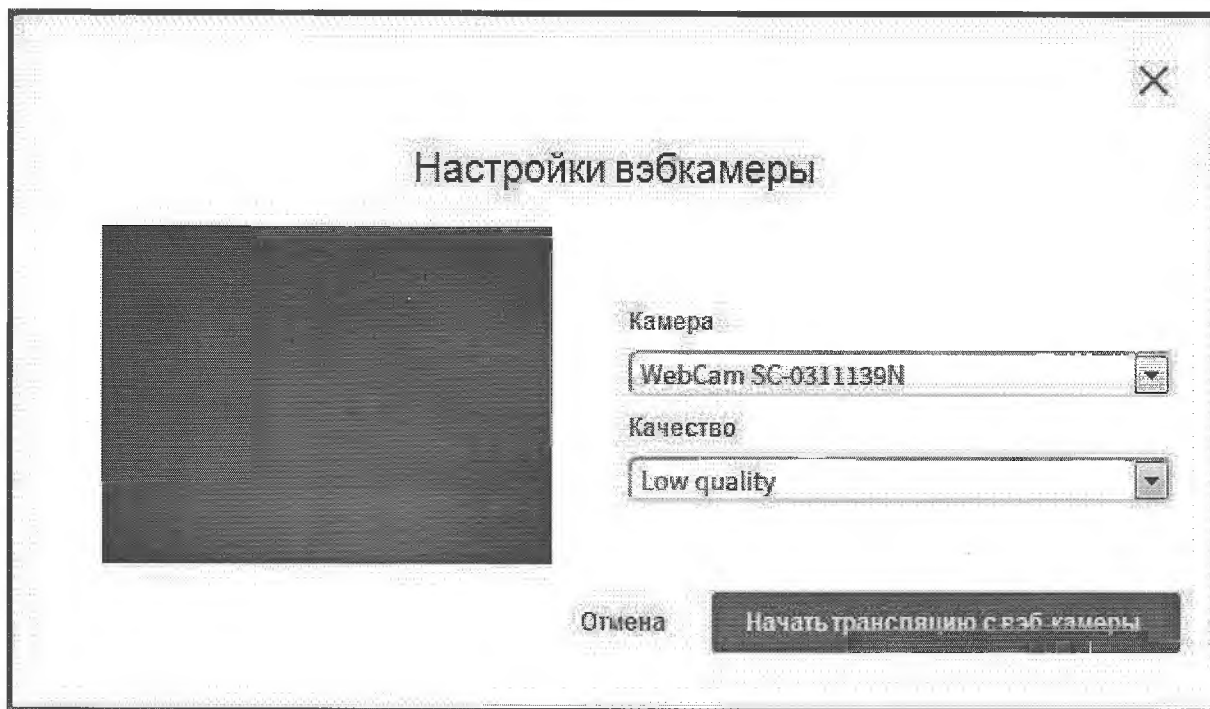 Настройки вэбкамеры
Камера
WebCam SC-0311139N
Качество
Low quality
Отмена
Начать трансляцию с вэб камеры